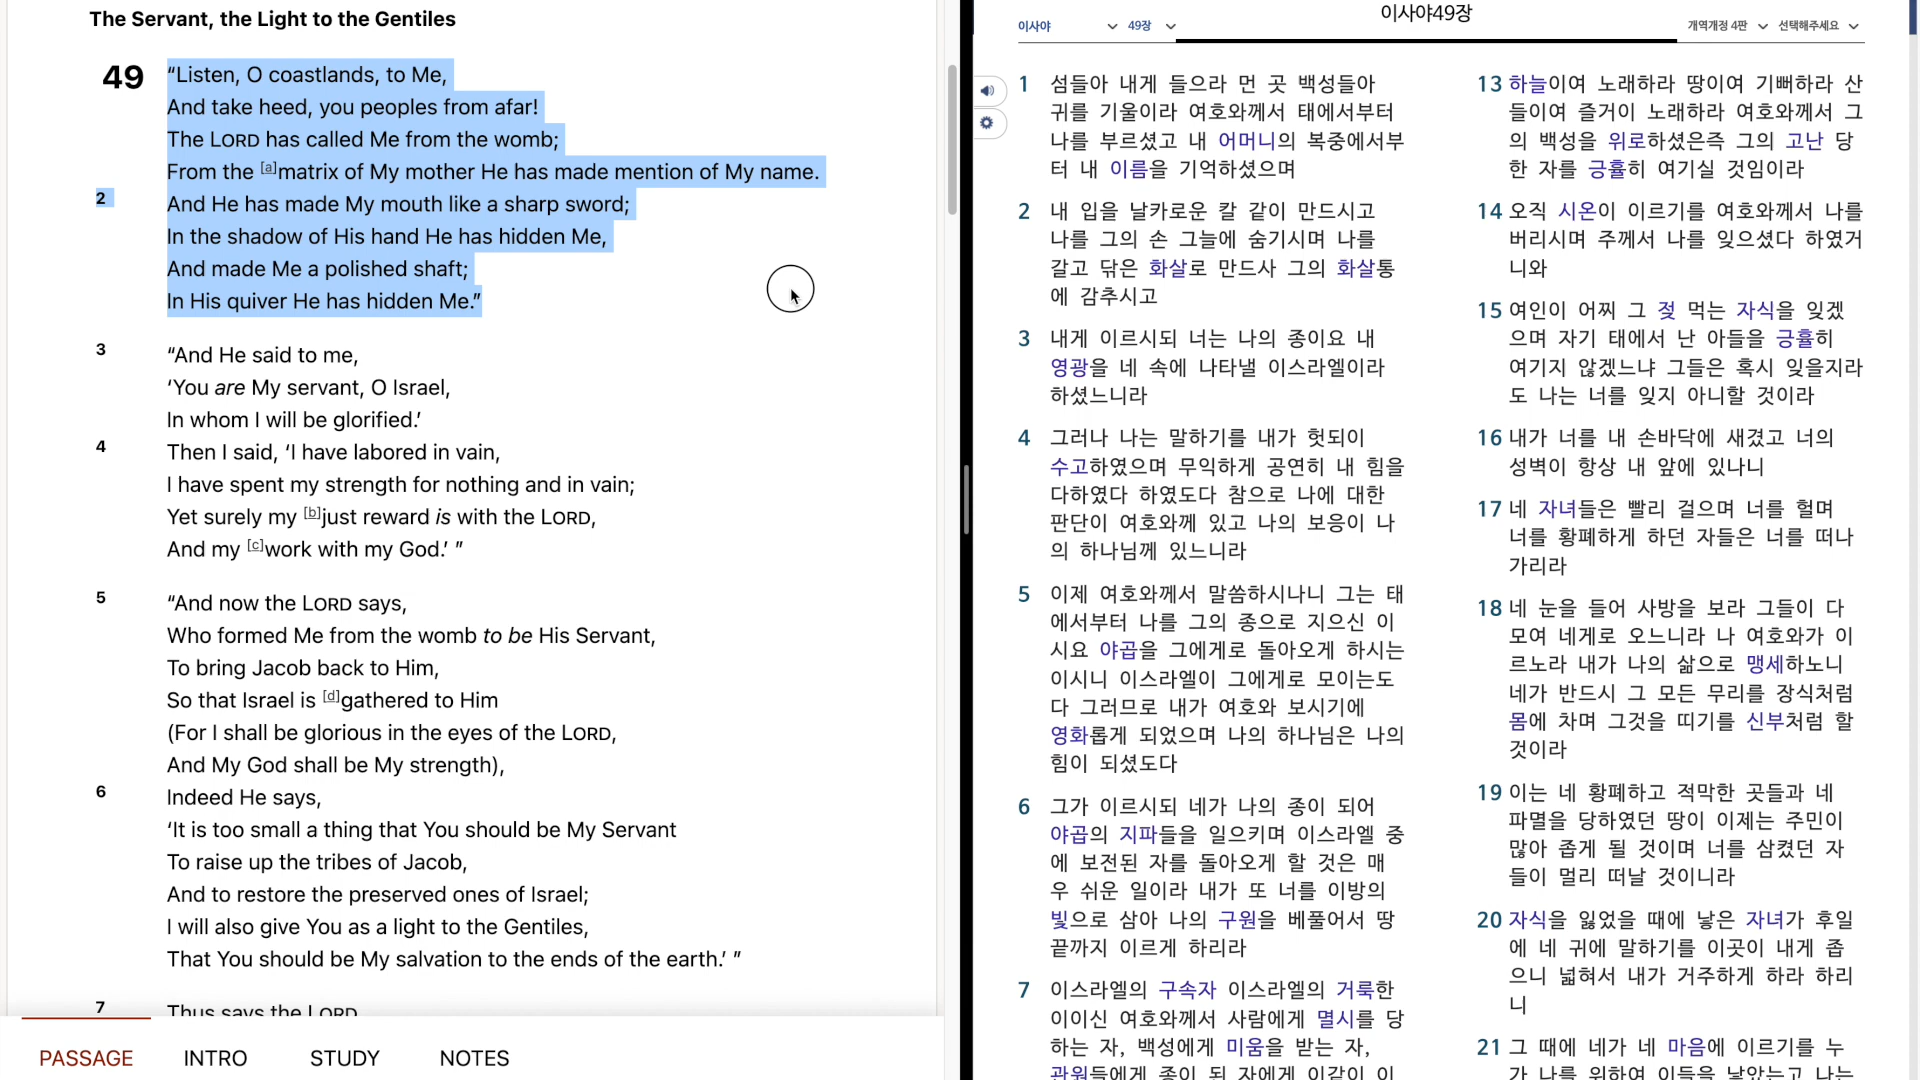 The Servant, the Light to the Gentiles
49 “Listen, O coastlands, to Me,
And take heed, you peoples from afar!
The LORD has called Me from the womb;
From the [a]matrix of My mother He has made mention of My name.
2 And He has made My mouth like a sharp sword;
In the shadow of His hand He has hidden Me,
And made Me a polished shaft;
In His quiver He has hidden Me.”
3 “And He said to me,
‘You are My servant, O Israel,
In whom I will be glorified.’
4 Then I said, ‘I have labored in vain,
I have spent my strength for nothing and in vain;
Yet surely my [b]just reward is with the LORD,
And my [c]work with my God.’ ”
5 “And now the LORD says,
Who formed Me from the womb to be His Servant,
To bring Jacob back to Him,
So that Israel is [d]gathered to Him
(For I shall be glorious in the eyes of the LORD,
And My God shall be My strength),
6 Indeed He says,
‘It is too small a thing that You should be My Servant
To raise up the tribes of Jacob,
And to restore the preserved ones of Israel;
I will also give You as a light to the Gentiles,
That You should be My salvation to the ends of the earth.’ ”
7 Thus says the LORD
PASSAGE INTRO STUDY NOTES
이사야49장
이사야 49장 개역개정 4판 선택해주세요
1 섬들아 내게 들으라 먼 곳 백성들아
귀를 기울이라 여호와께서 태에서부터
나를 부르셨고 내 어머니의 복중에서부
터 내 이름을 기억하셨으며
2 내 입을 날카로운 칼 같이 만드시고
나를 그의 손 그늘에 숨기시며 나를
갈고 닦은 화살로 만드사 그의 화살통
에 감추시고
3 내게 이르시되 너는 나의 종이요 내
영광을 네 속에 나타낼 이스라엘이라
하셨느니라
4 그러나 나는 말하기를 내가 헛되이
수고하였으며 무익하게 공연히 내 힘을
다하였다 하였도다 참으로 나에 대한
판단이 여호와께 있고 나의 보응이 나
의 하나님께 있느니라
5 이제 여호와께서 말씀하시나니 그는 태
에서부터 나를 그의 종으로 지으신 이
시요 야곱을 그에게로 돌아오게 하시는
이시니 이스라엘이 그에게로 모이는도
다 그러므로 내가 여호와 보시기에
영화롭게 되었으며 나의 하나님은 나의
힘이 되셨도다
6 그가 이르시되 네가 나의 종이 되어
야곱의 지파들을 일으키며 이스라엘 중
에 보전된 자를 돌아오게 할 것은 매
우 쉬운 일이라 내가 또 너를 이방의
빛으로 삼아 나의 구원을 베풀어서 땅
끝까지 이르게 하리라
7 이스라엘의 구속자 이스라엘의 거룩한
이이신 여호와께서 사람에게 멸시를 당
하는 자, 백성에게 미움을 받는 자,
관원들에게 종이 된 자에게 이같이 이
13 하늘이여 노래하라 땅이여 기뻐하라 산
들이여 즐거이 노래하라 여호와께서 그
의 백성을 위로하셨은즉 그의 고난 당
한 자를 긍휼히 여기실 것임이라
14 오직 시온이 이르기를 여호와께서 나를
버리시며 주께서 나를 잊으셨다 하였거
니와
15 여인이 어찌 그 젖 먹는 자식을 잊겠
으며 자기 태에서 난 아들을 긍휼히
여기지 않겠느냐 그들은 혹시 잊을지라
도 나는 너를 잊지 아니할 것이라
16 내가 너를 내 손바닥에 새겼고 너의
성벽이 항상 내 앞에 있나니
17 네 자녀들은 빨리 걸으며 너를 헐며
너를 황폐하게 하던 자들은 너를 떠나
가리라
18 네 눈을 들어 사방을 보라 그들이 다
모여 네게로 오느니라 나 여호와가 이
르노라 내가 나의 삶으로 맹세하노니
네가 반드시 그 모든 무리를 장식처럼
몸에 차며 그것을 띠기를 신부처럼 할
것이라
19 이는 네 황폐하고 적막한 곳들과 네
파멸을 당하였던 땅이 이제는 주민이
많아 좁게 될 것이며 너를 삼켰던 자
들이 멀리 떠날 것이니라
20 자식을 잃었을 때에 낳은 자녀가 후일
에 네 귀에 말하기를 이곳이 내게 좁
으니 넓혀서 내가 거주하게 하라 하리
니
21 그 때에 네가 네 마음에 이르기를 누
가 나를 위하여 이들을 낳았는고 나는